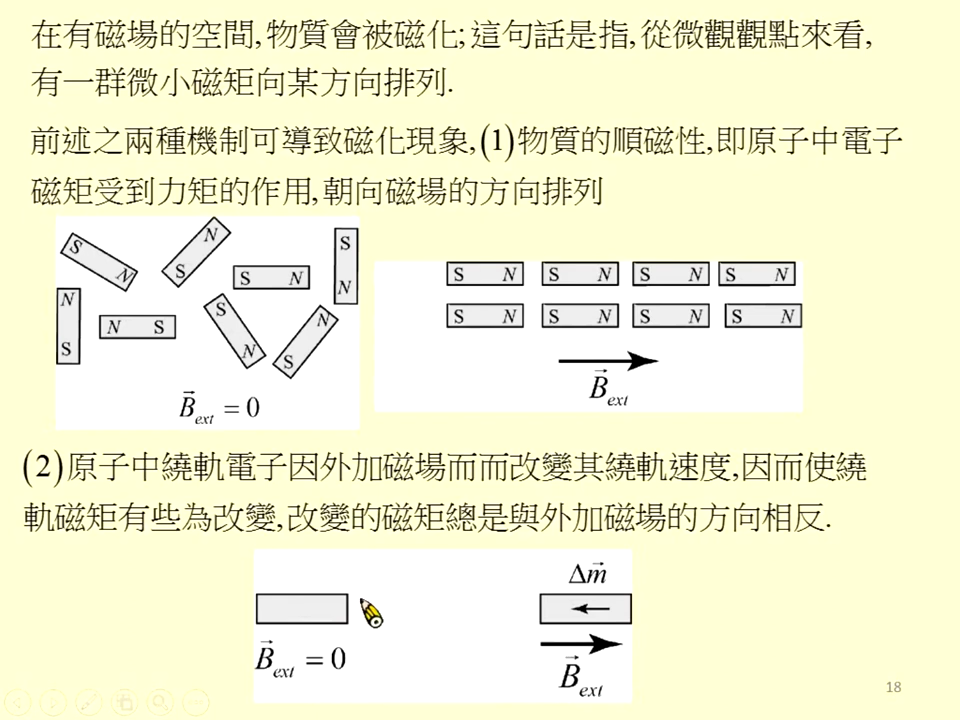 在有磁場的空間,物質會被磁化;這句話是指,從微觀觀點來看,
有一群微小磁矩向某方向排列.
前述之兩種機制可導致磁化現象,(1)物質的順磁性,即原子中電子
磁矩受到力矩的作用,朝向磁場的方向排列
S N
S N
S N
S N
N S
N S
S N
S N
B⃗ext = 0
S N S N S N S N
S N S N S N S N
B⃗ext
(2)原子中繞軌電子因外加磁場而而改變其繞軌速度,因而使繞
軌磁矩有些為改變,改變的磁矩總是與外加磁場的方向相反.
Δm⃗
B⃗ext = 0
B⃗ext
18